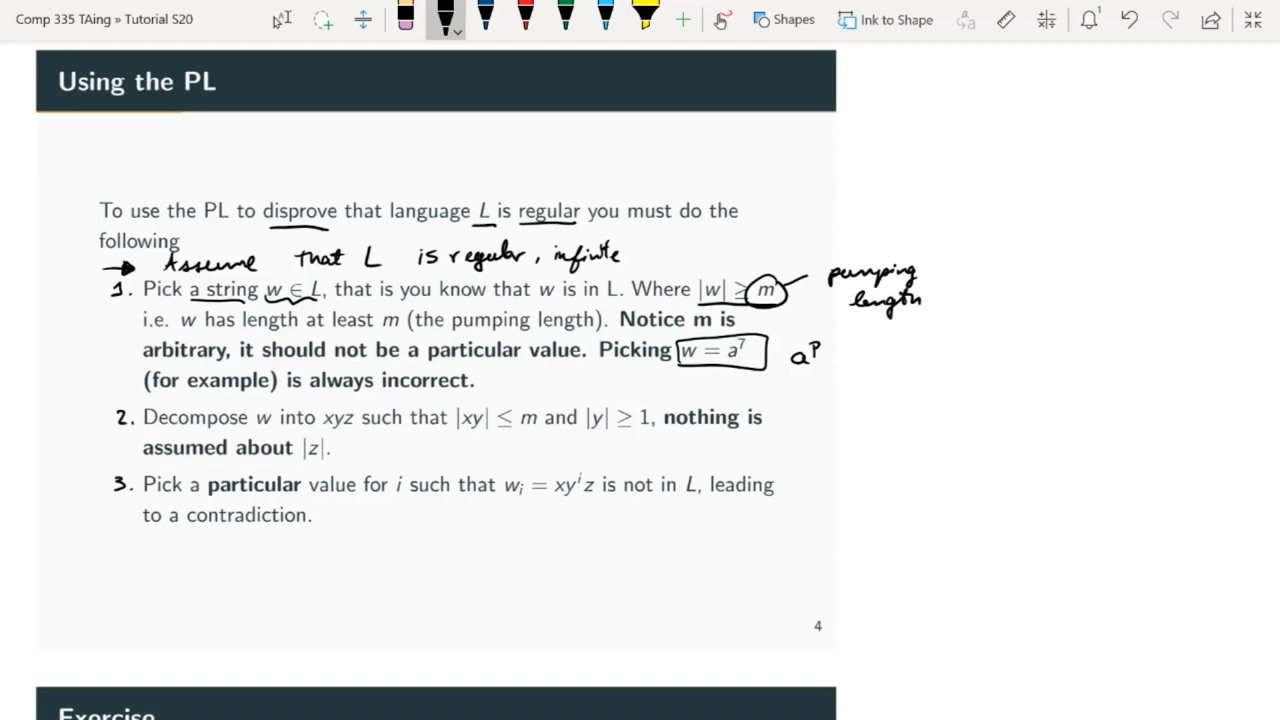 Comp 335 TAing » Tutorial S20
Shapes
Ink to Shape
Using the PL
To use the PL to disprove that language L is regular you must do the
following
→ Assume that L is regular, infinite
1. Pick a string w ∈ L, that is you know that w is in L. Where |w| ≥ m
pumping
length
i.e. w has length at least m (the pumping length). Notice m is
arbitrary, it should not be a particular value. Picking w = a⁷
aᵖ
(for example) is always incorrect.
2. Decompose w into xyz such that |xy| ≤ m and |y| ≥ 1, nothing is
assumed about |z|.
3. Pick a particular value for i such that wᵢ = xyⁱz is not in L, leading
to a contradiction.
4
Exercise